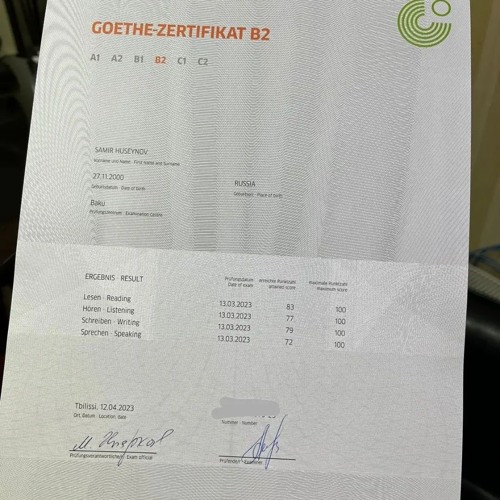 GOETHE-ZERTIFIKAT B2
A1 A2 B1 B2 C1 C2
SAMIR HUSEYNOV
Vorname und Name · First Name and Surname
27.11.2000
Geburtsdatum · Date of birth
RUSSIA
Geburtsort · Place of birth
Baku
Prüfungszentrum · Examination Centre
ERGEBNIS · RESULT
Prüfungsdatum erreichte Punktzahl maximale Punktzahl
Date of exam attained score maximum score
Lesen · Reading 13.03.2023 83 100
Hören · Listening 13.03.2023 77 100
Schreiben · Writing 13.03.2023 79 100
Sprechen · Speaking 13.03.2023 72 100
Tbilissi, 12.04.2023
Ort, Datum · Location, date
Nummer · Number
Prüfungsverantwortliche(r) · Exam official
Prüfende(r) · Examiner